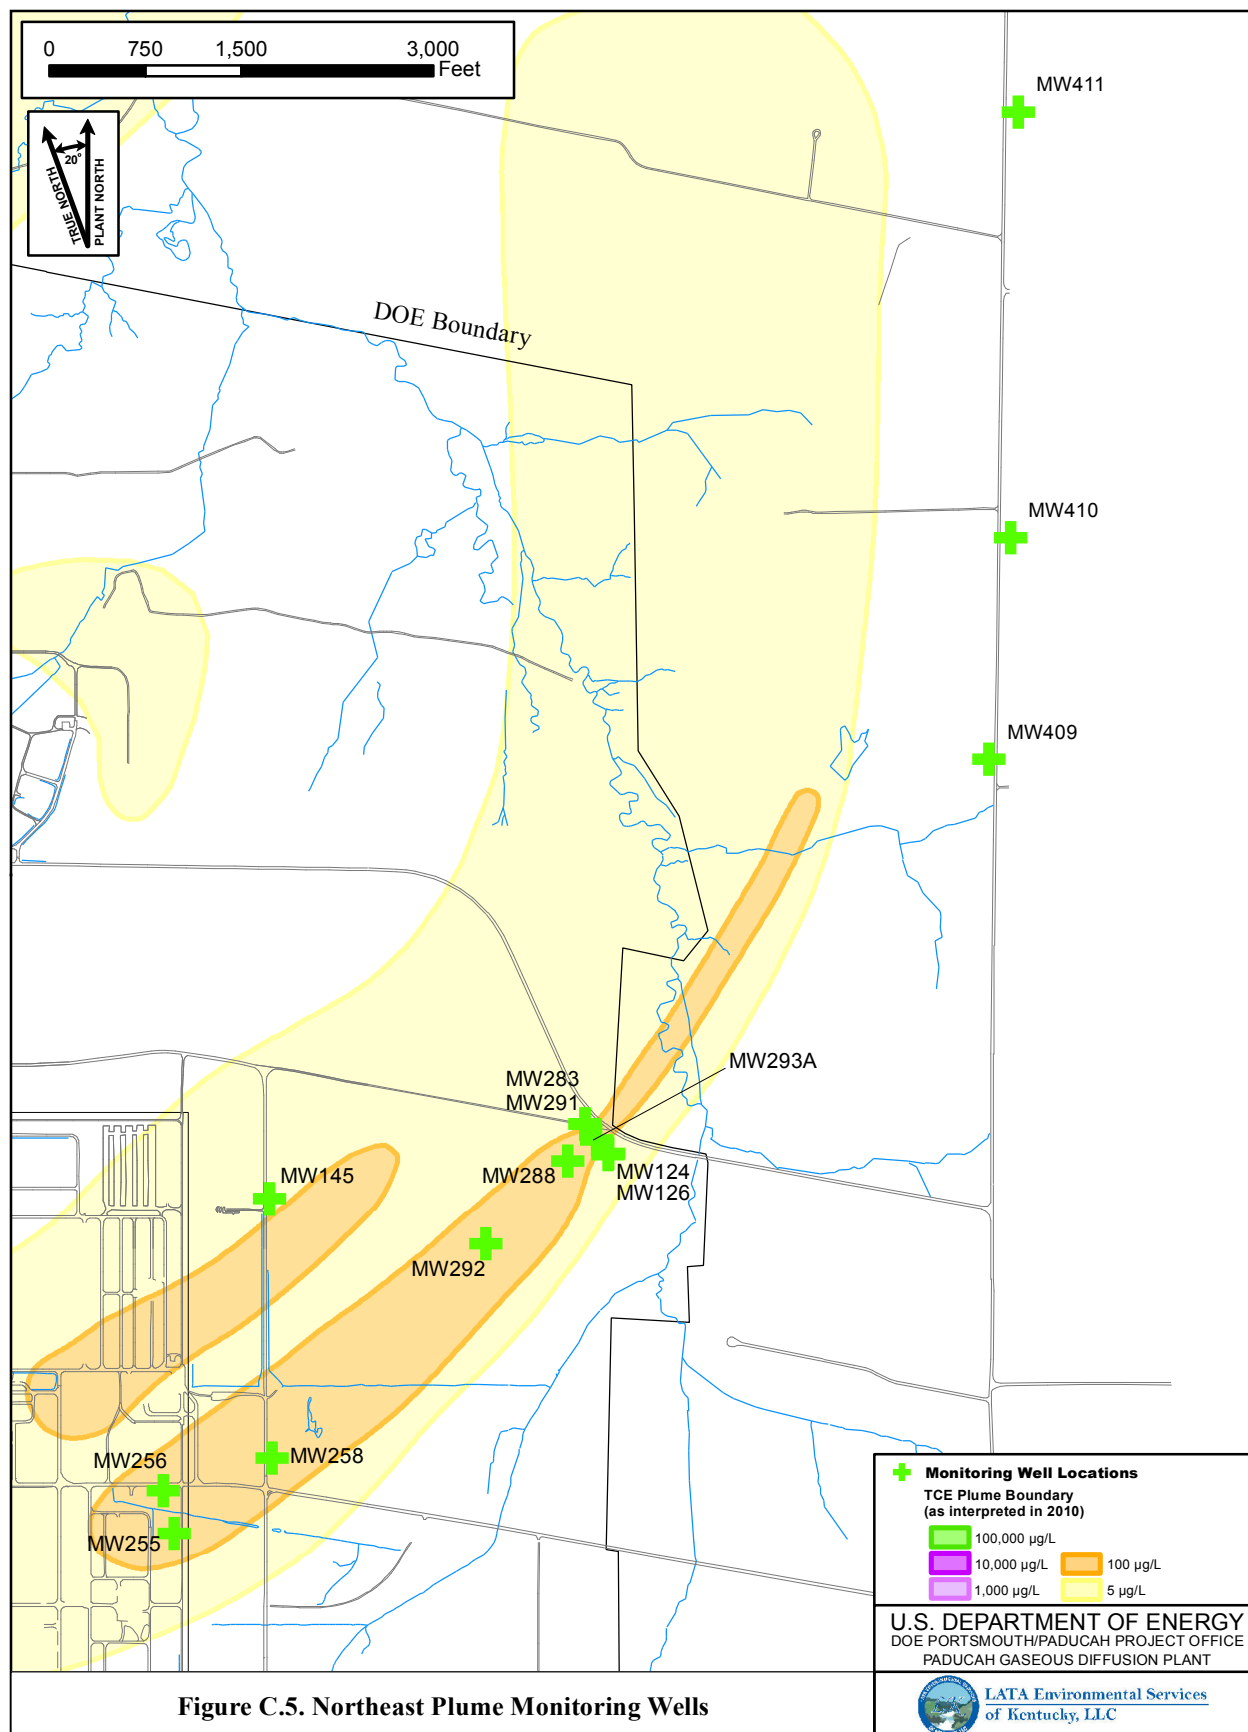 0 750 1,500 3,000
Feet
TRUE NORTH
20°
PLANT NORTH
MW411
DOE Boundary
MW410
MW409
MW293A
MW283
MW291
MW145
MW288
MW124
MW126
MW292
MW256
MW258
MW255
Monitoring Well Locations
TCE Plume Boundary
(as interpreted in 2010)
100,000 µg/L
10,000 µg/L
100 µg/L
1,000 µg/L
5 µg/L
U.S. DEPARTMENT OF ENERGY
DOE PORTSMOUTH/PADUCAH PROJECT OFFICE
PADUCAH GASEOUS DIFFUSION PLANT
Figure C.5. Northeast Plume Monitoring Wells
LATA Environmental Services
of Kentucky, LLC